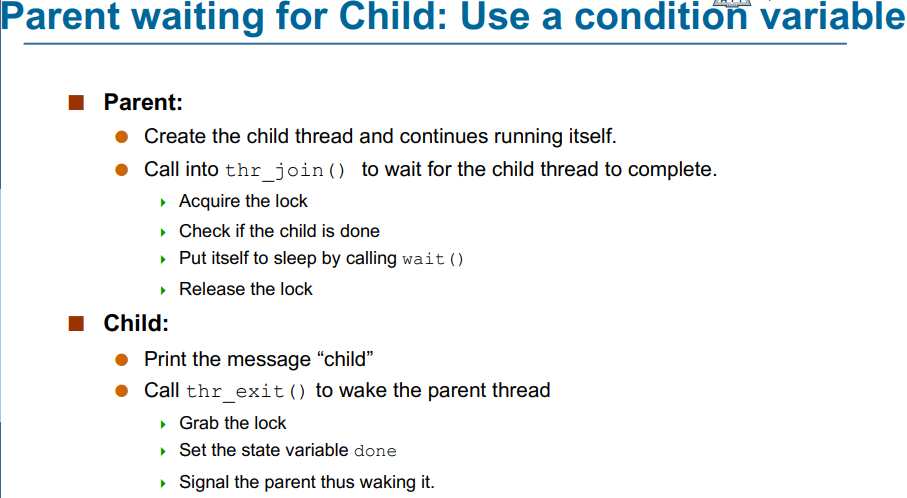 Parent waiting for Child: Use a condition variable
Parent:
Create the child thread and continues running itself.
Call into thr_join() to wait for the child thread to complete.
Acquire the lock
Check if the child is done
Put itself to sleep by calling wait()
Release the lock
Child:
Print the message “child”
Call thr_exit() to wake the parent thread
Grab the lock
Set the state variable done
Signal the parent thus waking it.